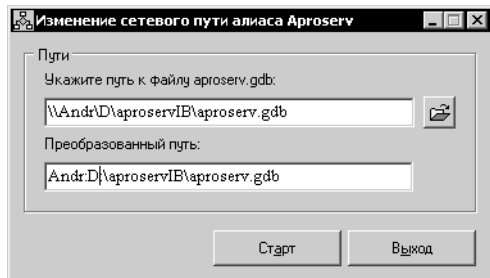 Изменение сетевого пути алиаса Aproserv
Пути
Укажите путь к файлу aproserv.gdb:
\\Andr\D\aproservIB\aproserv.gdb
Преобразованный путь:
Andr:D:\aproservIB\aproserv.gdb
Старт
Выход